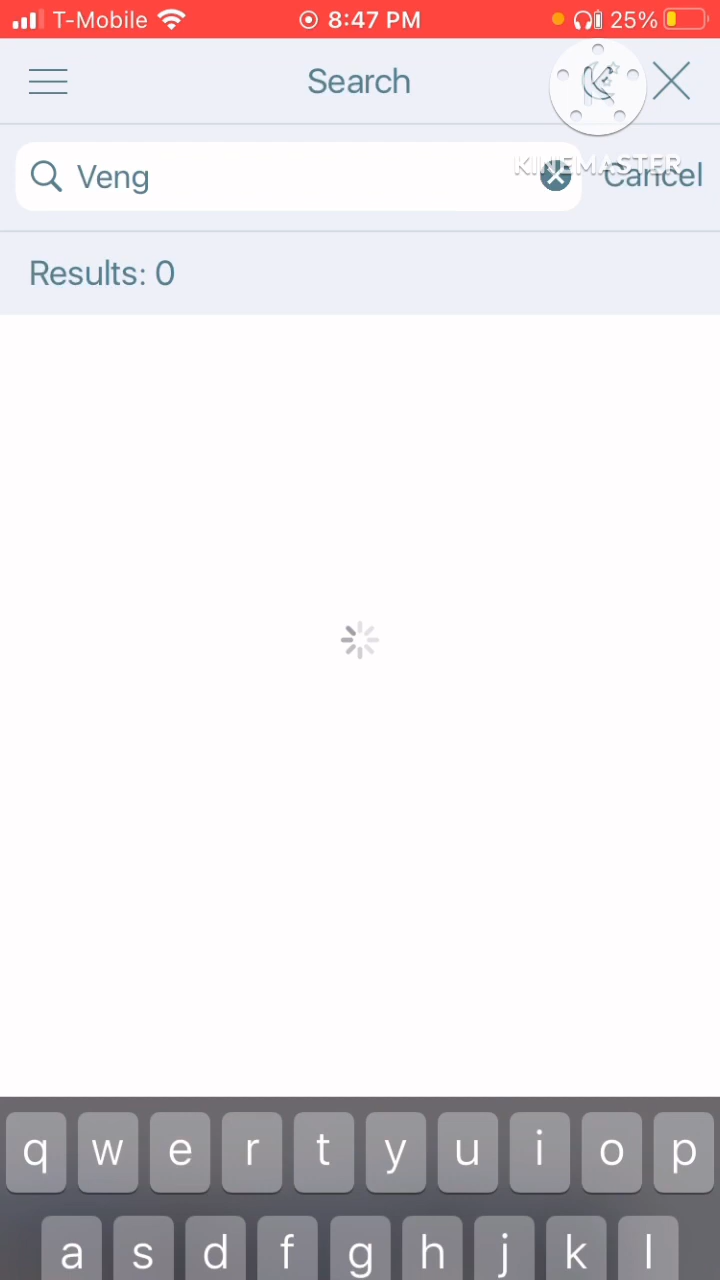 T-Mobile 8:47 PM 25%
Search
KINEMASTER
Veng Cancel
Results: 0
q w e r t y u i o p
a s d f g h j k l